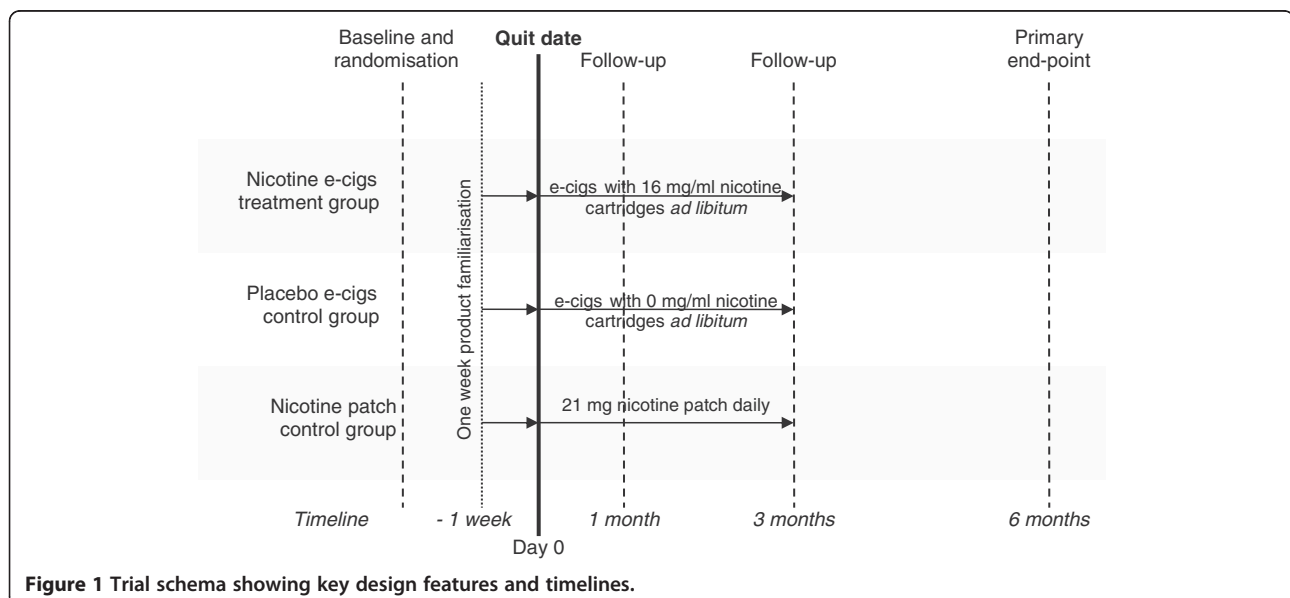 Baseline and
randomisation
Quit date
Follow-up
Follow-up
Primary
end-point
One week product familiarisation
Nicotine e-cigs
treatment group
e-cigs with 16 mg/ml nicotine
cartridges ad libitum
Placebo e-cigs
control group
e-cigs with 0 mg/ml nicotine
cartridges ad libitum
Nicotine patch
control group
21 mg nicotine patch daily
Timeline
- 1 week
1 month
3 months
6 months
Day 0
Figure 1 Trial schema showing key design features and timelines.